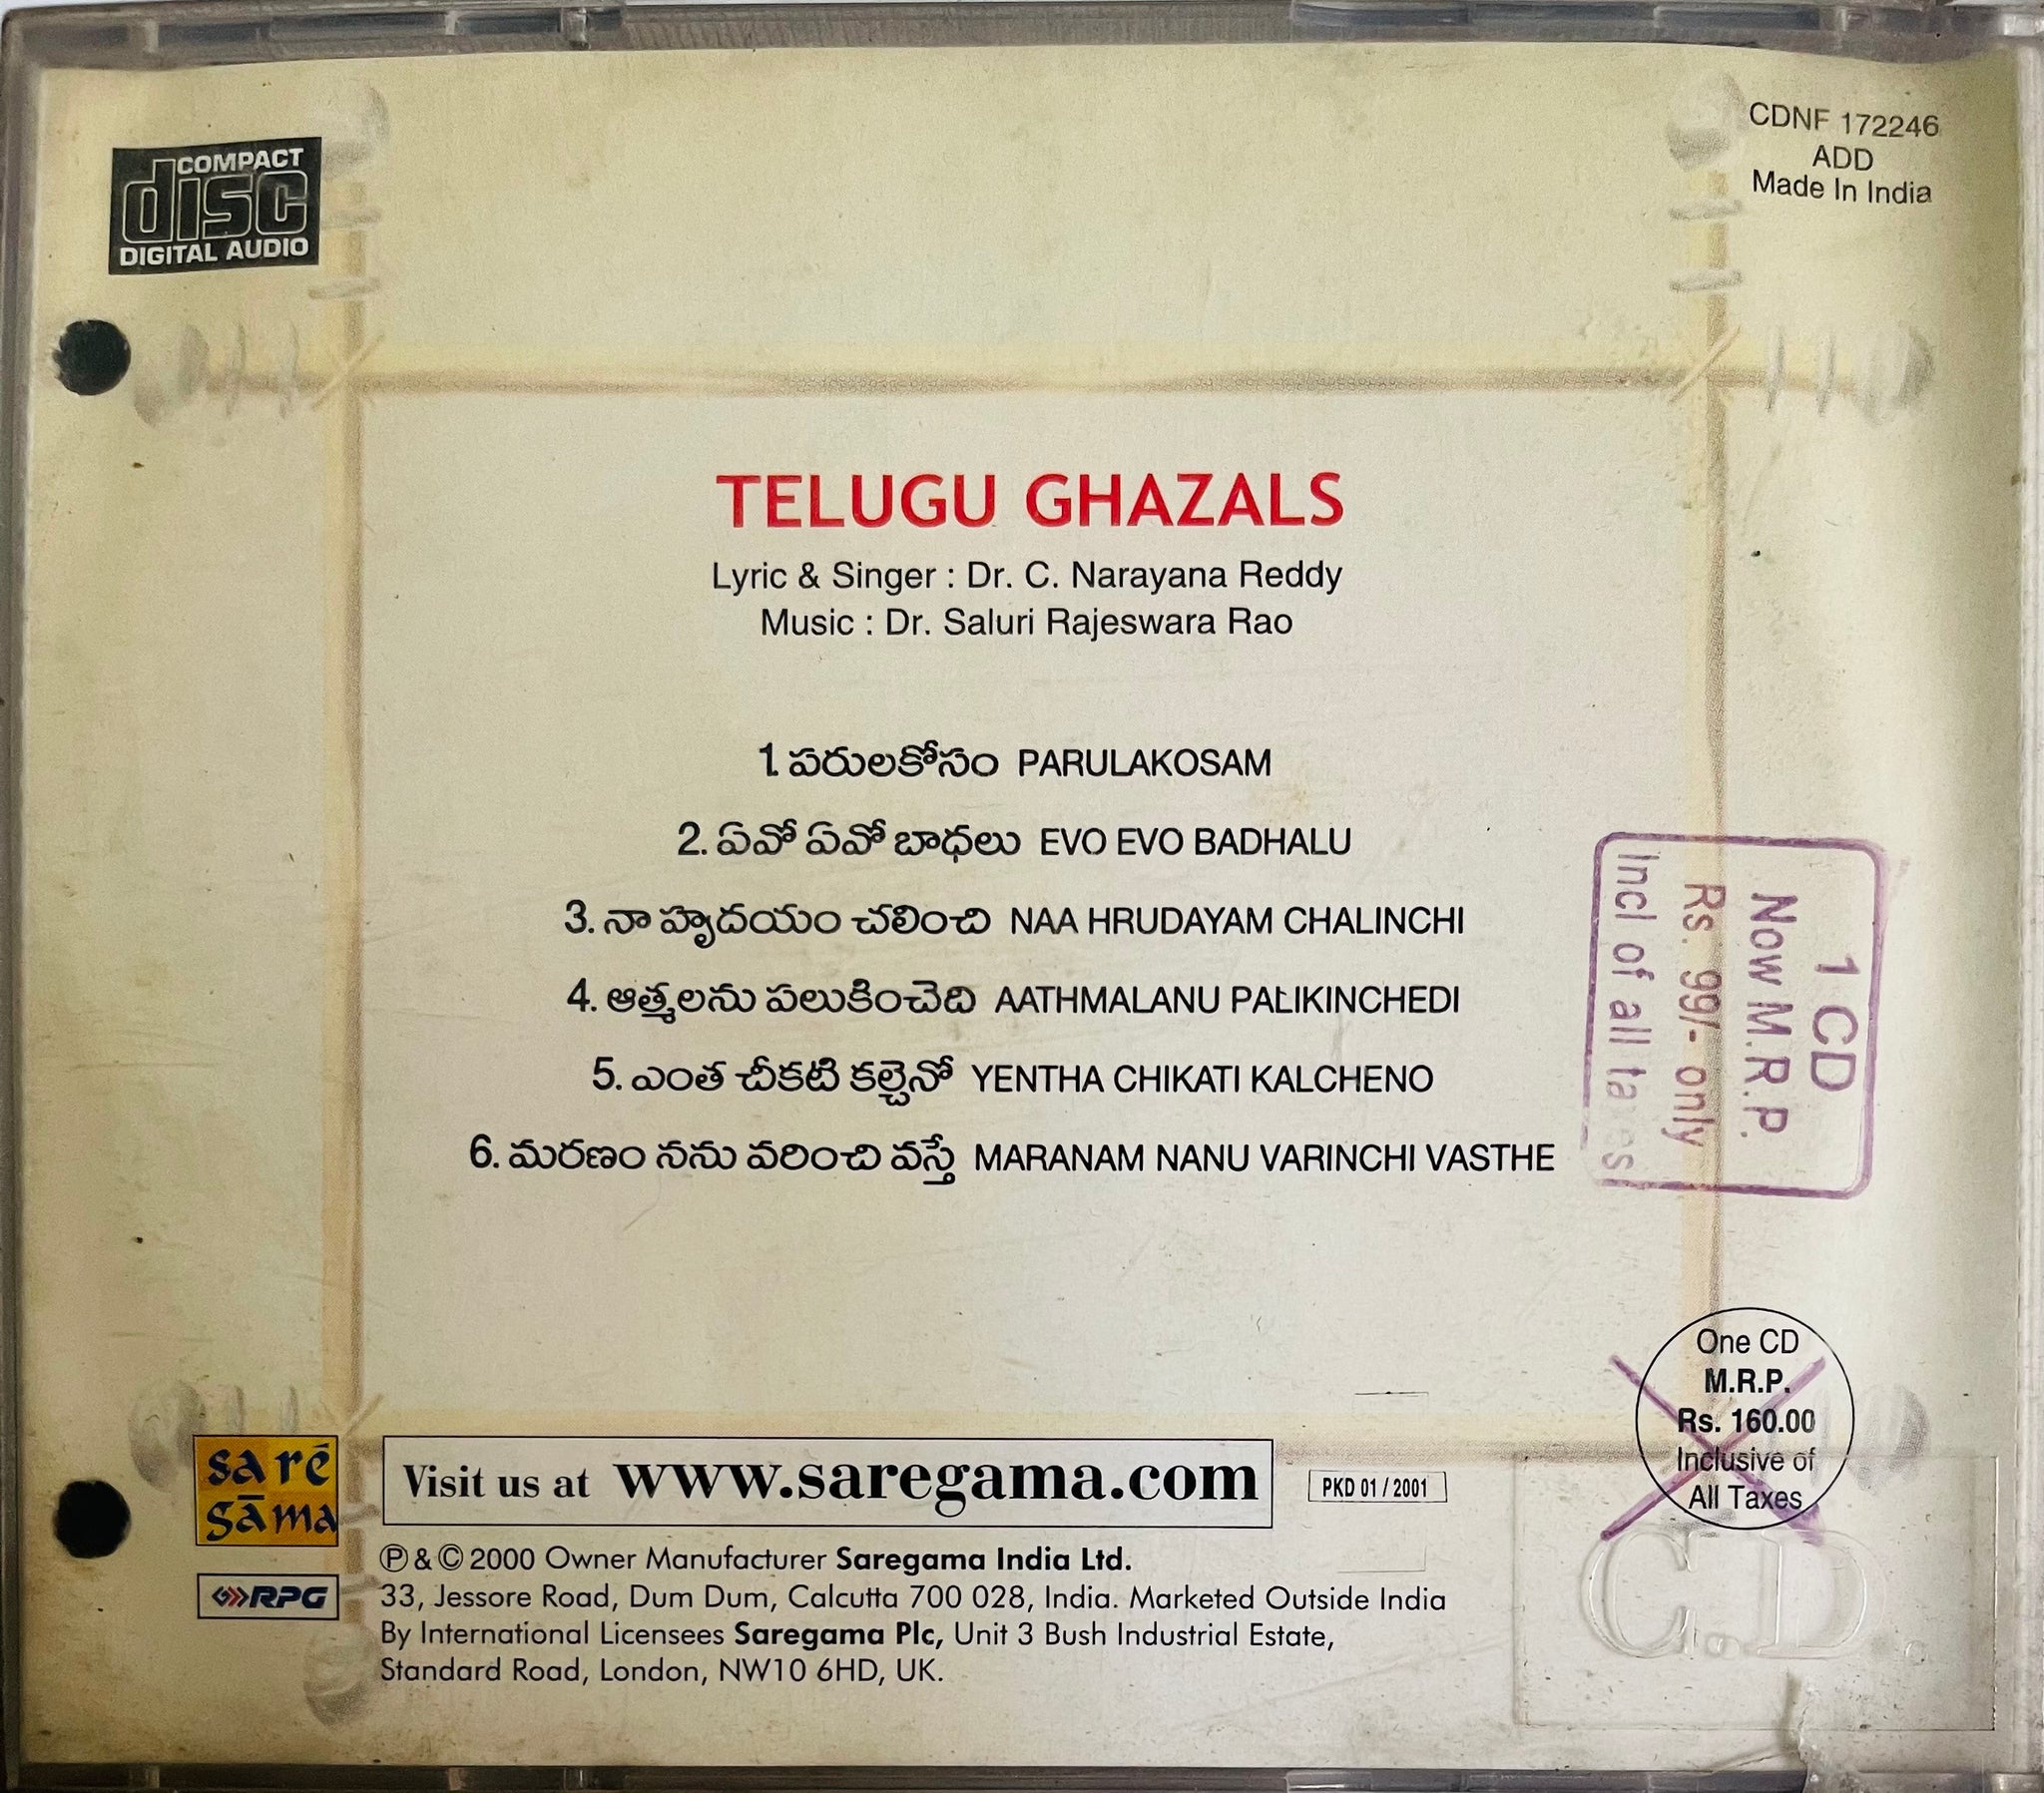 COMPACT
disc
DIGITAL AUDIO
CDNF 172246
ADD
Made In India
TELUGU GHAZALS
Lyric & Singer : Dr. C. Narayana Reddy
Music : Dr. Saluri Rajeswara Rao
1. పరులకోసం PARULAKOSAM
2. ఏవో ఏవో బాధలు EVO EVO BADHALU
3. నా హృదయం చలించి NAA HRUDAYAM CHALINCHI
4. ఆత్మలను పలుకించెది AATHMALANU PALIKINCHEDI
5. ఎంత చీకటి కల్చెనో YENTHA CHIKATI KALCHENO
6. మరణం నను వరించి వస్తే MARANAM NANU VARINCHI VASTHE
1 CD
Now M.R.P.
Rs. 99/- only
Incl of all taxes
One CD
M.R.P.
Rs. 160.00
Inclusive of
All Taxes
saré
gāma
Visit us at www.saregama.com
PKD 01 / 2001
RPG
℗ & © 2000 Owner Manufacturer Saregama India Ltd.
33, Jessore Road, Dum Dum, Calcutta 700 028, India. Marketed Outside India
By International Licensees Saregama Plc, Unit 3 Bush Industrial Estate,
Standard Road, London, NW10 6HD, UK.
C.D.